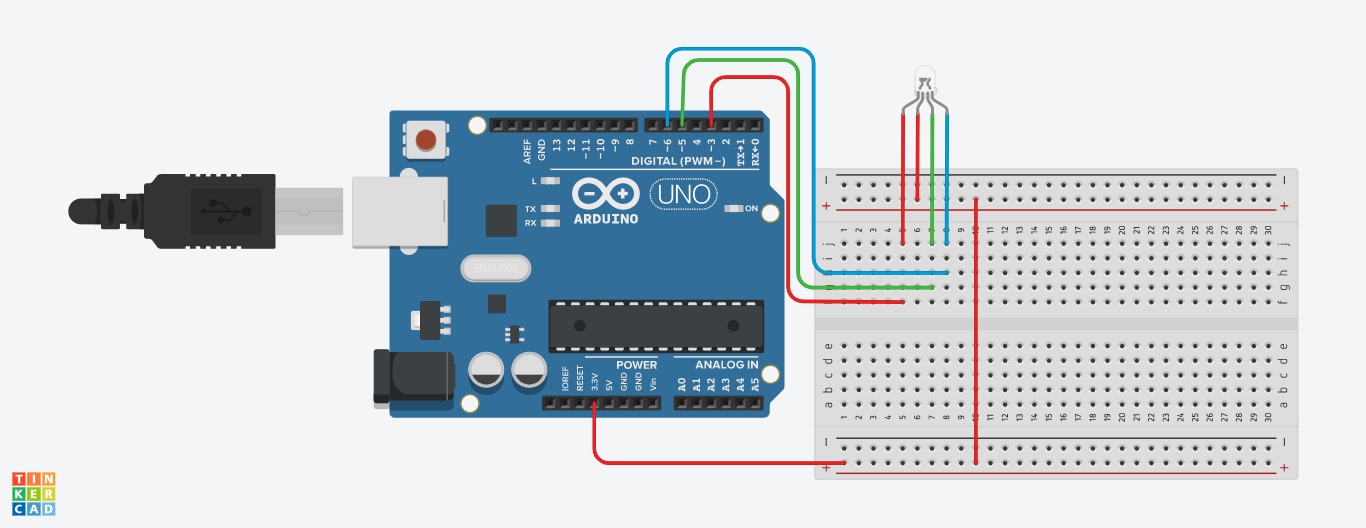 AREF
GND
13
12
~11
~10
~9
8
7
~6
~5
4
~3
2
TX→1
RX←0
DIGITAL (PWM~)
L
TX
RX
ARDUINO
UNO
ON
POWER
ANALOG IN
IOREF
RESET
3.3V
5V
GND
GND
Vin
A0
A1
A2
A3
A4
A5
− −
+ +
1 2 3 4 5 6 7 8 9 10 11 12 13 14 15 16 17 18 19 20 21 22 23 24 25 26 27 28 29 30
j j
i i
h h
g g
f f
e e
d d
c c
b b
a a
1 2 3 4 5 6 7 8 9 10 11 12 13 14 15 16 17 18 19 20 21 22 23 24 25 26 27 28 29 30
− −
+ +
TIN
KER
CAD